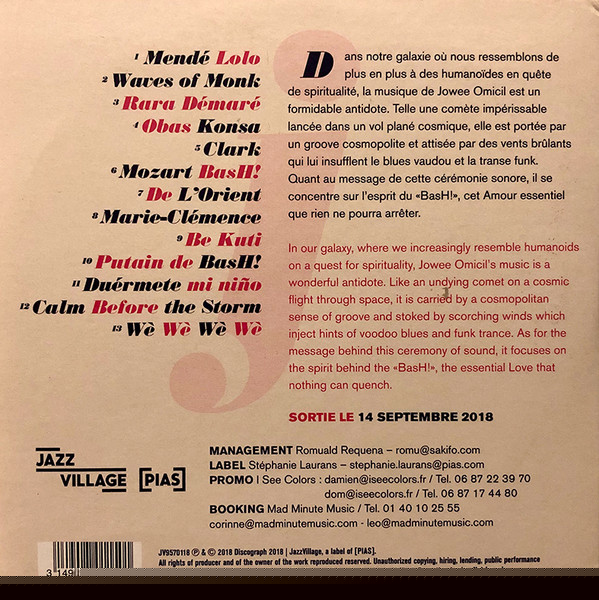 1 Mendé Lolo
2 Waves of Monk
3 Rara Démaré
4 Obas Konsa
5 Clark
6 Mozart BasH!
7 De L'Orient
8 Marie-Clémence
9 Be Kuti
10 Putain de BasH!
11 Duérmete mi niño
12 Calm Before the Storm
13 Wè Wè Wè Wè
Dans notre galaxie où nous ressemblons de
plus en plus à des humanoïdes en quête
de spiritualité, la musique de Jowee Omicil est un
formidable antidote. Telle une comète impérissable
lancée dans un vol plané cosmique, elle est portée par
un groove cosmopolite et attisée par des vents brûlants
qui lui insufflent le blues vaudou et la transe funk.
Quant au message de cette cérémonie sonore, il se
concentre sur l'esprit du «BasH!», cet Amour essentiel
que rien ne pourra arrêter.
In our galaxy, where we increasingly resemble humanoids
on a quest for spirituality, Jowee Omicil's music is a
wonderful antidote. Like an undying comet on a cosmic
flight through space, it is carried by a cosmopolitan
sense of groove and stoked by scorching winds which
inject hints of voodoo blues and funk trance. As for the
message behind this ceremony of sound, it focuses on
the spirit behind the «BasH!», the essential Love that
nothing can quench.
SORTIE LE 14 SEPTEMBRE 2018
JAZZ
VILLAGE [PIAS]
MANAGEMENT Romuald Requena – romu@sakifo.com
LABEL Stéphanie Laurans – stephanie.laurans@pias.com
PROMO I See Colors : damien@iseecolors.fr / Tel. 06 87 22 39 70
dom@iseecolors.fr / Tel. 06 87 17 44 80
BOOKING Mad Minute Music / Tel. 01 40 10 25 55
corinne@madminutemusic.com - leo@madminutemusic.com
JV9570118 ℗ & © 2018 Discograph 2018 | JazzVillage, a label of [PIAS].
All rights of producer and of the owner of the work reproduced reserved. Unauthorized copying, hiring, lending, public performance
3 149